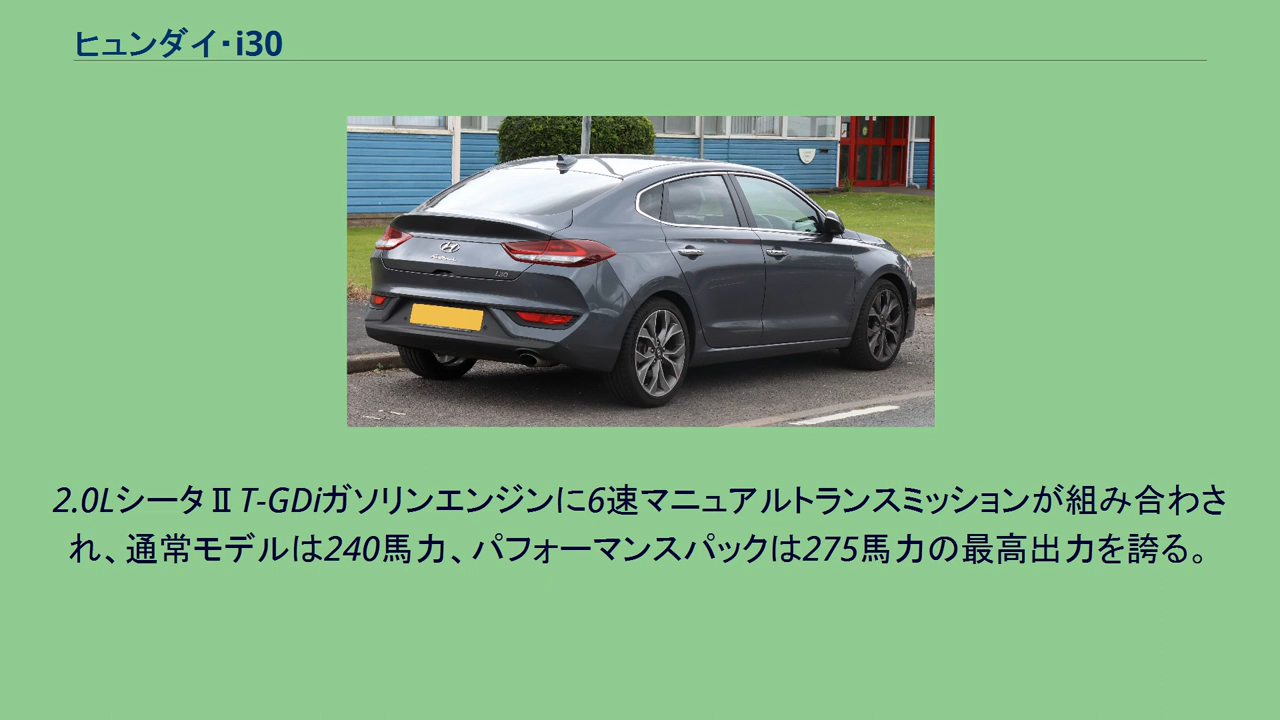 ヒュンダイ・i30
i30
2.0LシータⅡT-GDiガソリンエンジンに6速マニュアルトランスミッションが組み合わさ
れ、通常モデルは240馬力、パフォーマンスパックは275馬力の最高出力を誇る。